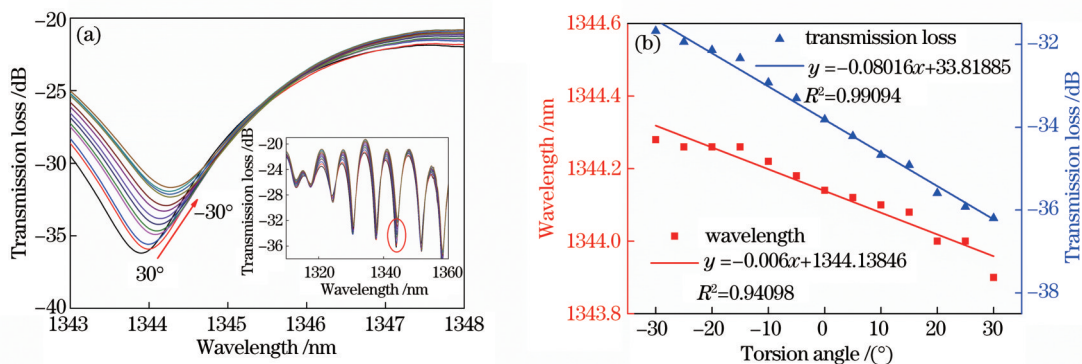 (a)
Transmission loss /dB
-20
-25
-30
-35
-40
-30°
30°
1343
1344
1345
1346
1347
1348
Wavelength /nm
Transmission loss /dB
-20
-24
-28
-32
-36
1320
1340
1360
Wavelength /nm
(b)
Wavelength /nm
1344.6
1344.4
1344.2
1344.0
1343.8
transmission loss
y =-0.08016x+33.81885
R²=0.99094
wavelength
y =-0.006x+1344.13846
R²=0.94098
-30
-20
-10
0
10
20
30
Torsion angle /(°)
-32
-34
-36
-38
Transmission loss /dB